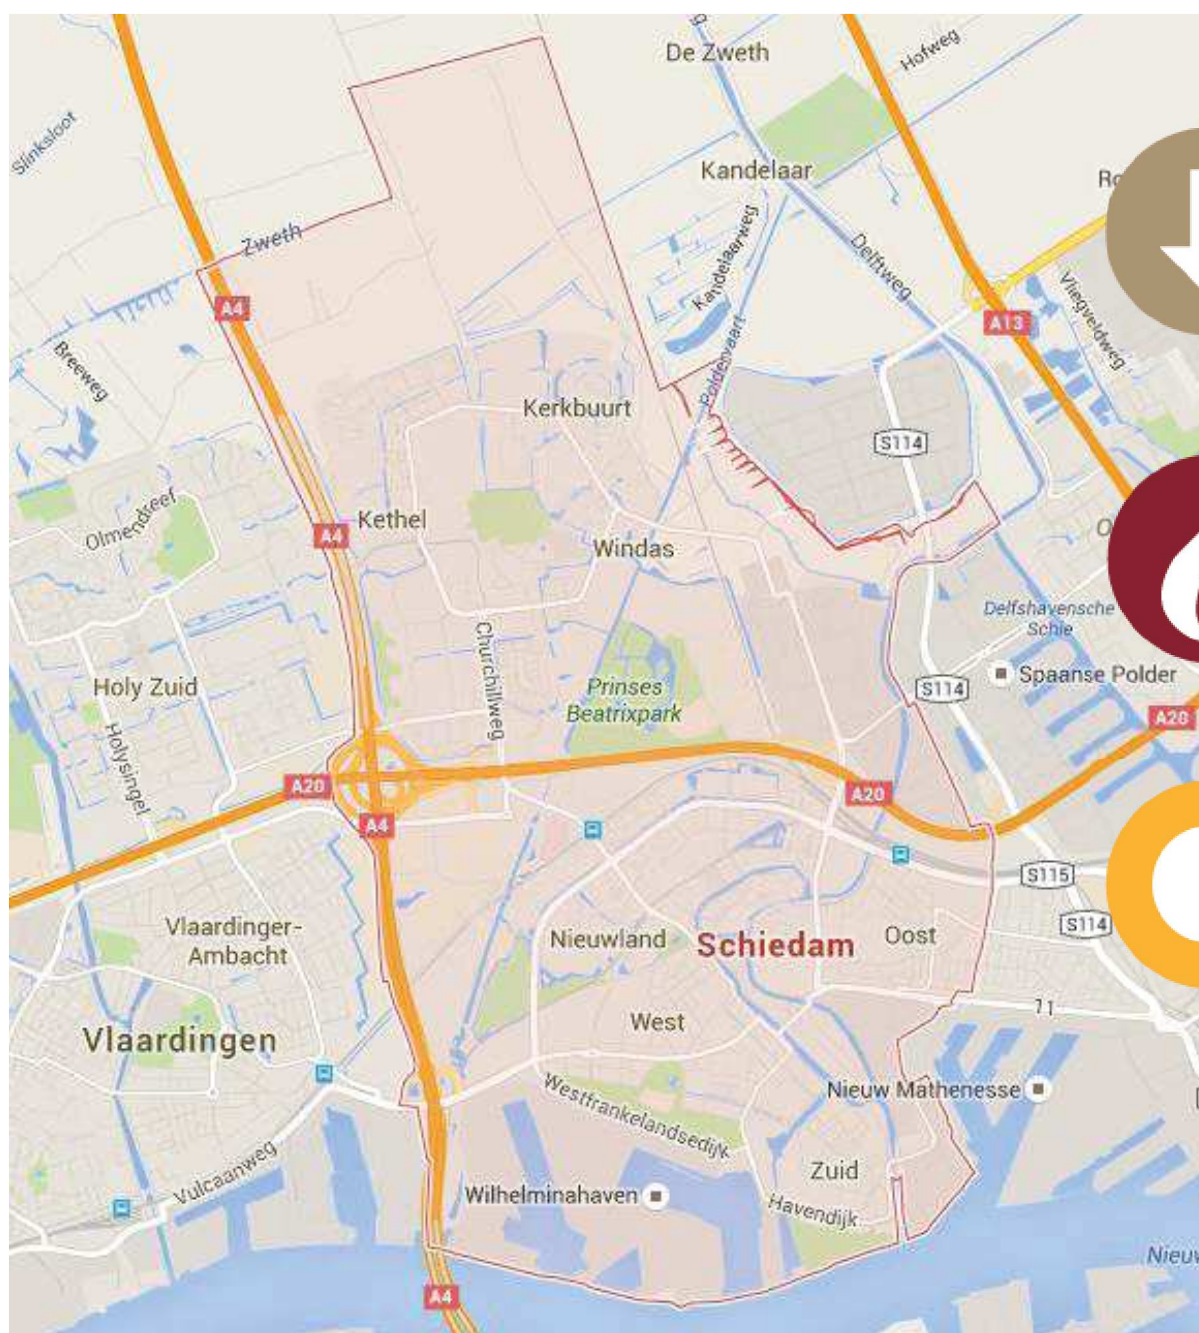 De Zweth
Hofweg
Slinksloot
Kandelaar
Zweth
Kandelaarweg
Delftweg
A4
Vliegveldweg
A13
Breeweg
Poldervaart
Kerkbuurt
S114
Olmendreef
Kethel
A4
Windas
Delfshavensche
Schie
Churchillweg
Spaanse Polder
Holy Zuid
Prinses
Beatrixpark
S114
A20
Holysingel
A20
A20
A4
S115
Vlaardinger-
Ambacht
Nieuwland
Schiedam
Oost
S114
West
71
Vlaardingen
Nieuw Mathenesse
Westfrankelandsedijk
Vulcaanweg
Zuid
Wilhelminahaven
Havendijk
A4